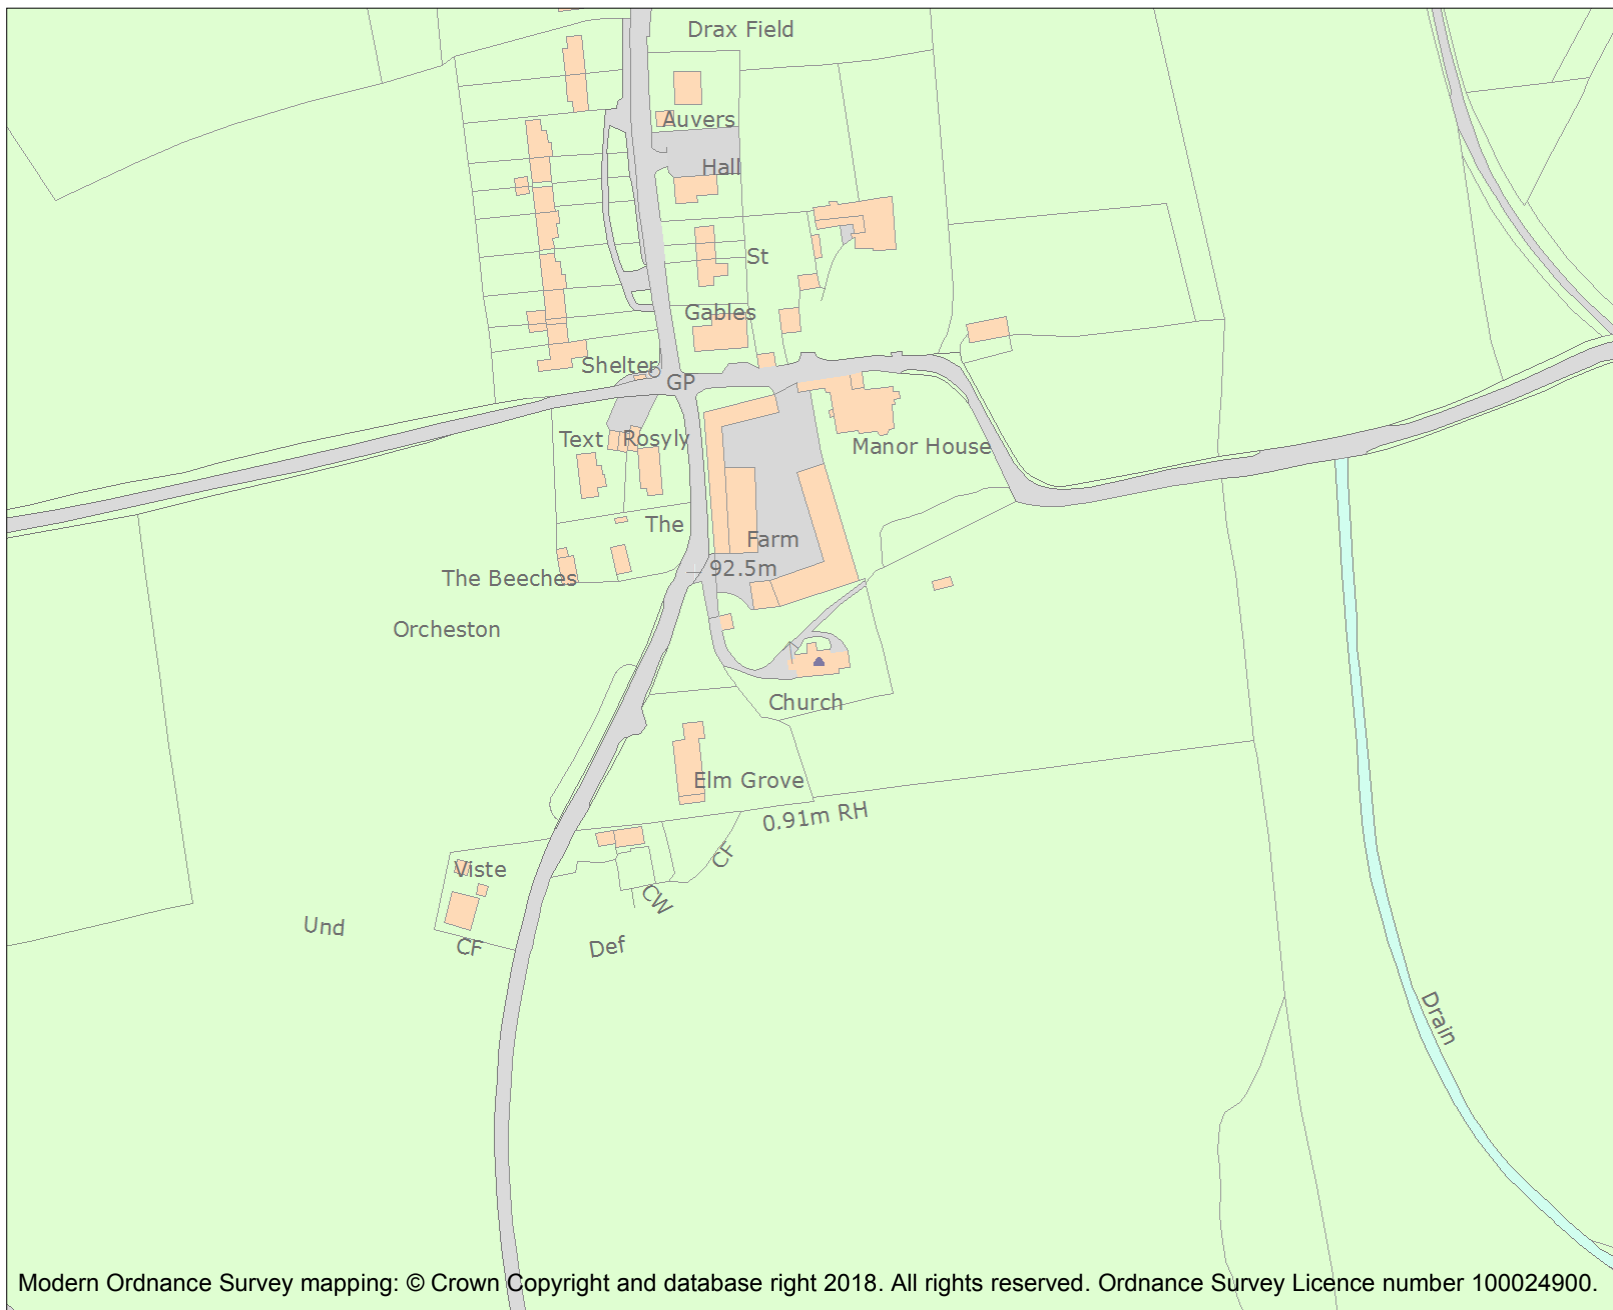 Drax Field
Auvers
Hall
St
Gables
Shelter
GP
Text
Rosyly
Manor House
The
Farm
92.5m
The Beeches
Orcheston
Church
Elm Grove
0.91m RH
CF
Viste
CW
Und
CF
Def
Drain
Modern Ordnance Survey mapping: © Crown Copyright and database right 2018. All rights reserved. Ordnance Survey Licence number 100024900.